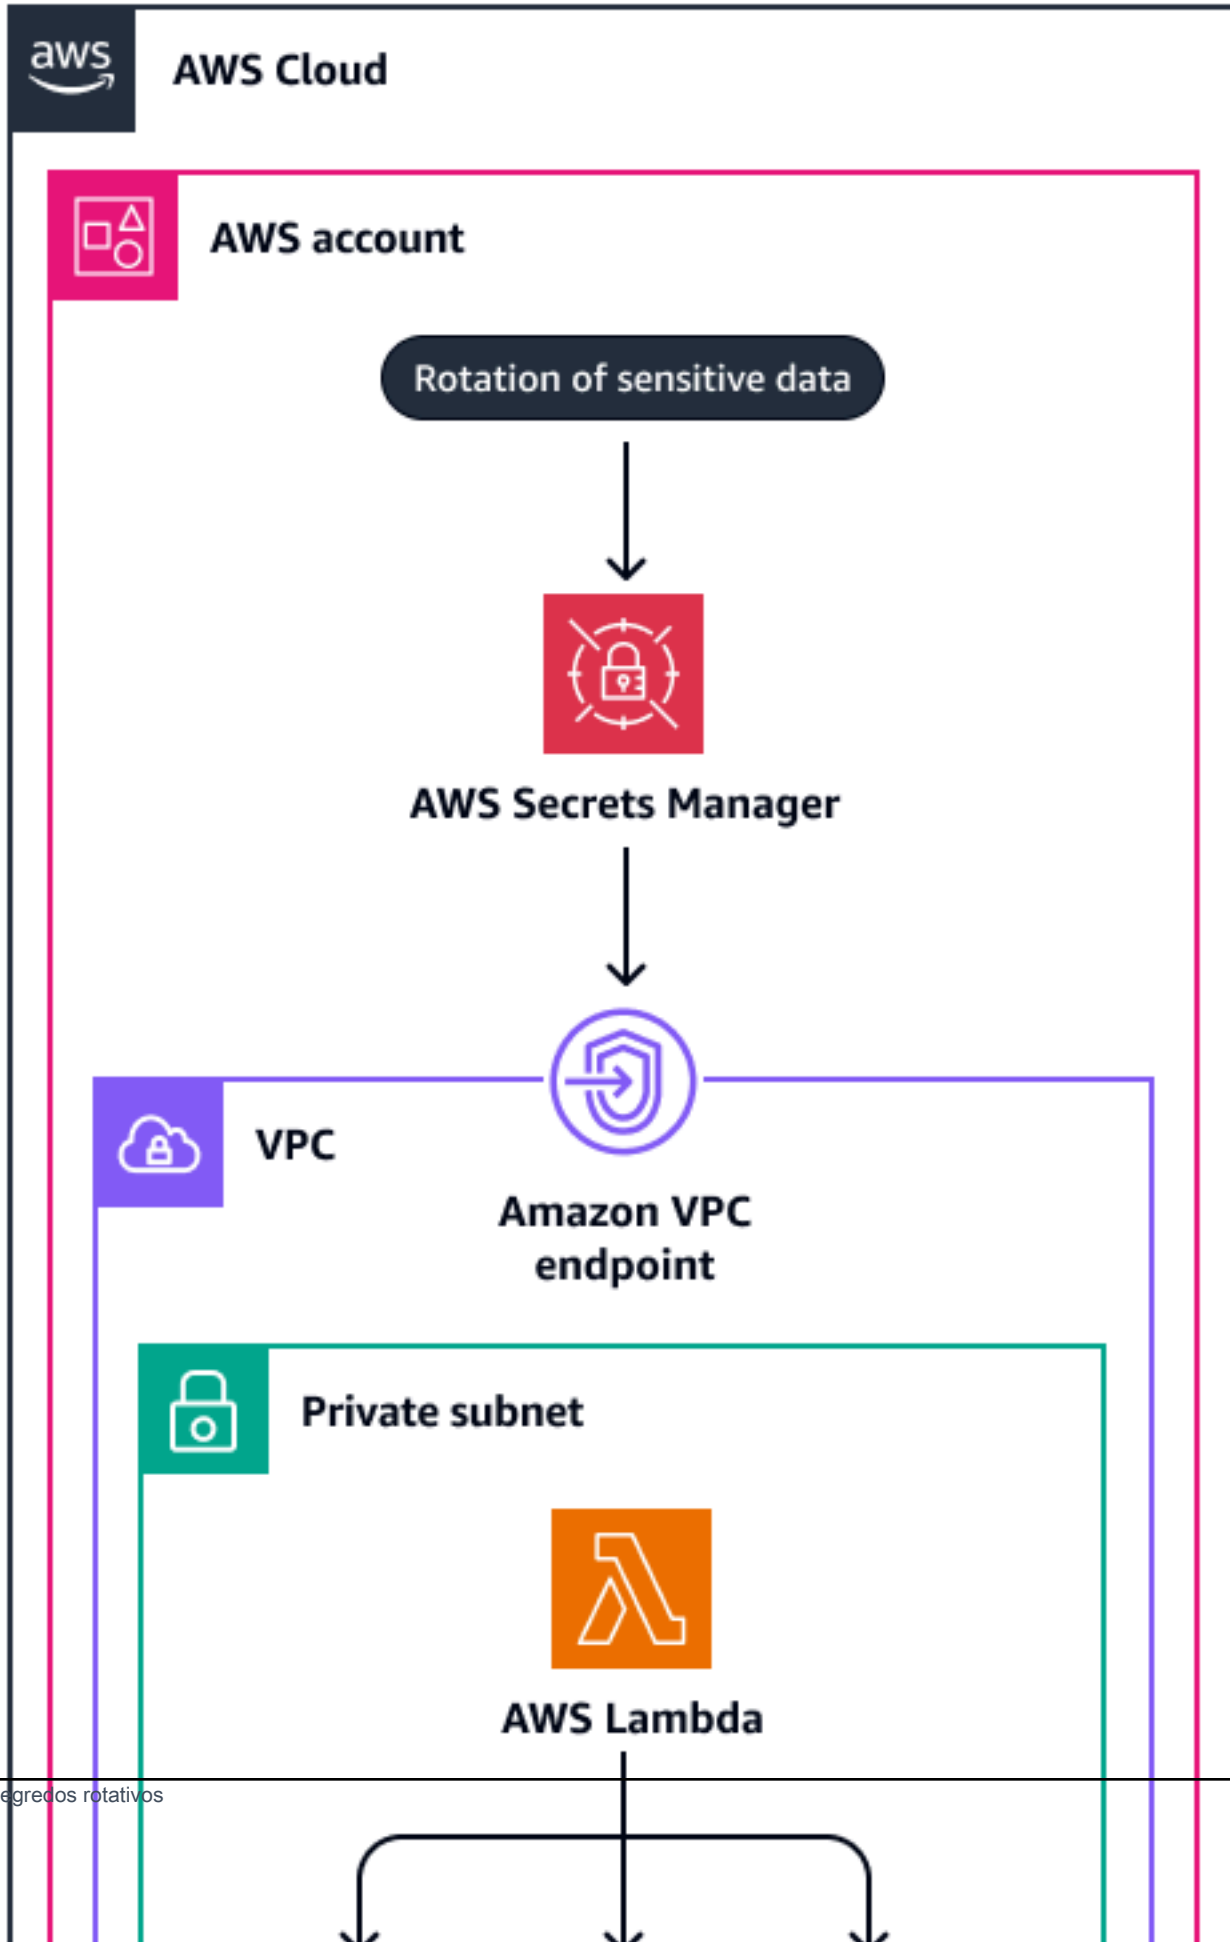 aws
AWS Cloud
AWS account
Rotation of sensitive data
AWS Secrets Manager
VPC
Amazon VPC
endpoint
Private subnet
AWS Lambda
egredos rotativos